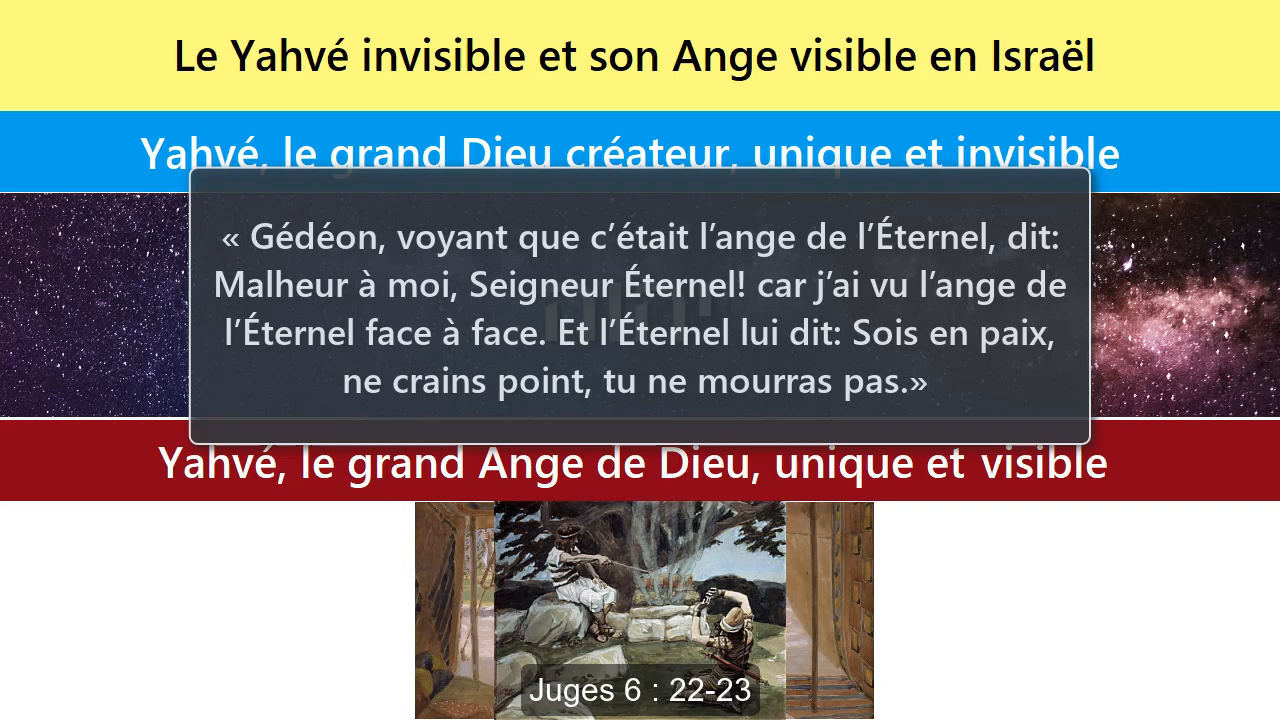 Le Yahvé invisible et son Ange visible en Israël
Yahvé, le grand Dieu créateur, unique et invisible
« Gédéon, voyant que c’était l’ange de l’Éternel, dit:
Malheur à moi, Seigneur Éternel! car j’ai vu l’ange de
l’Éternel face à face. Et l’Éternel lui dit: Sois en paix,
ne crains point, tu ne mourras pas.»
Yahvé, le grand Ange de Dieu, unique et visible
Juges 6 : 22-23